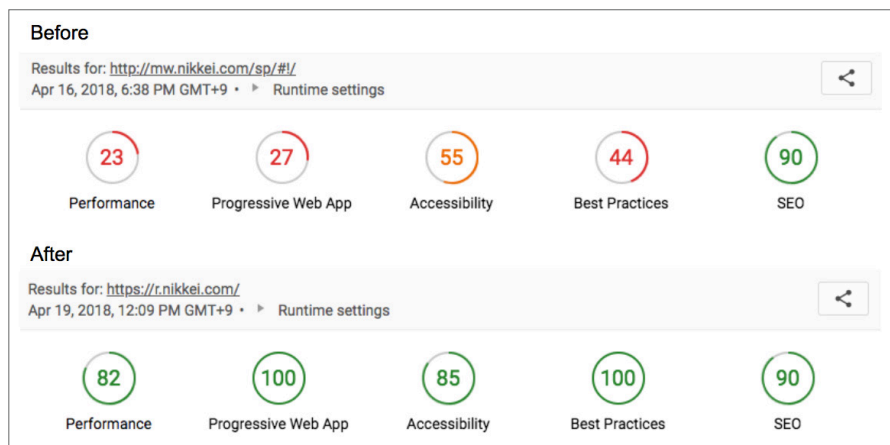 Before
Results for: http://mw.nikkei.com/sp/#!/
Apr 16, 2018, 6:38 PM GMT+9 • ▸ Runtime settings
23 27 55 44 90
Performance Progressive Web App Accessibility Best Practices SEO
After
Results for: https://r.nikkei.com/
Apr 19, 2018, 12:09 PM GMT+9 • ▸ Runtime settings
82 100 85 100 90
Performance Progressive Web App Accessibility Best Practices SEO